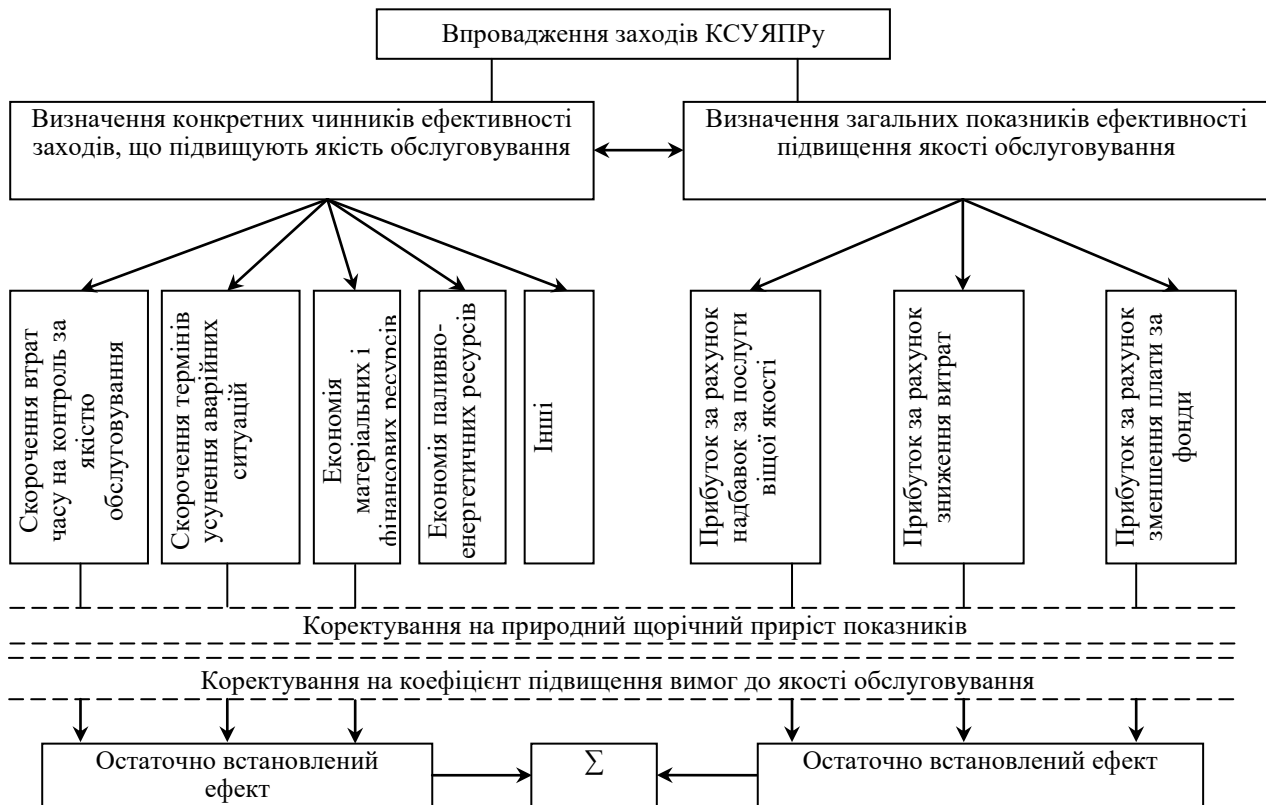 Впровадження заходів КСУЯПРу
Визначення конкретних чинників ефективності
заходів, що підвищують якість обслуговування
Визначення загальних показників ефективності
підвищення якості обслуговування
Скорочення втрат
часу на контроль за
якістю
обслуговування
Скорочення термінів
усунення аварійних
ситуацій
Економія
матеріальних і
фінансових ресурсів
Економія паливно-
енергетичних ресурсів
Інші
Прибуток за рахунок
надбавок за послуги
віщої якості
Прибуток за рахунок
зниження витрат
Прибуток за рахунок
зменшення плати за
фонди
Коректування на природний щорічний приріст показників
Коректування на коефіцієнт підвищення вимог до якості обслуговування
Остаточно встановлений
ефект
∑
Остаточно встановлений ефект